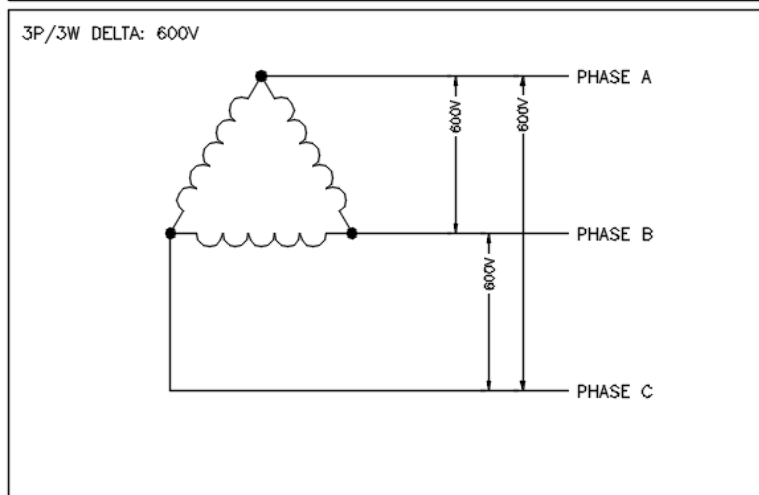 3P/3W DELTA: 600V
PHASE A
600V
600V
PHASE B
600V
PHASE C